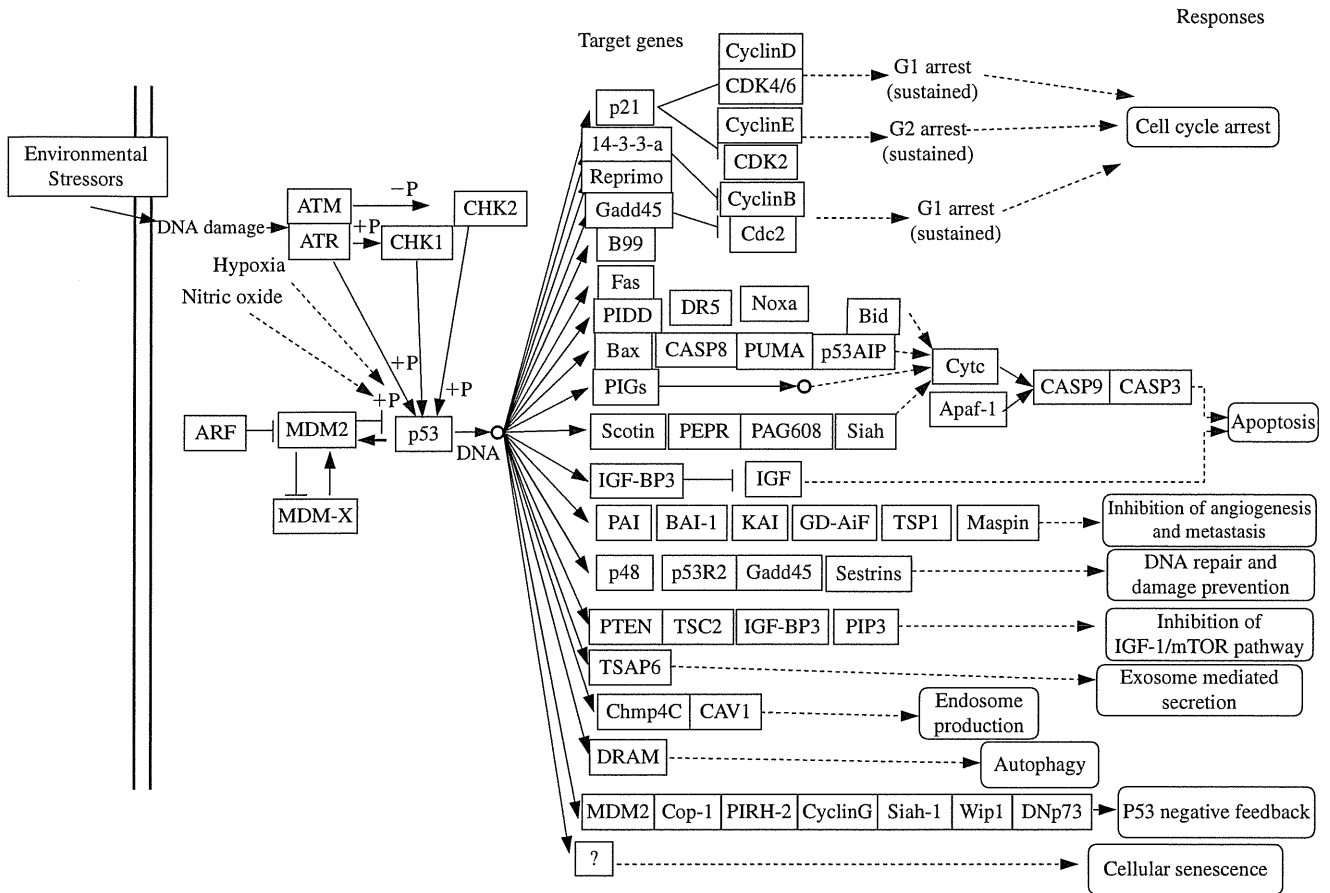 Responses
Target genes
Environmental
Stressors
DNA damage
Hypoxia
Nitric oxide
ATM
ATR
−P
+P
CHK1
CHK2
+P
+P
+P
ARF
MDM2
p53
DNA
MDM-X
p21
14-3-3-a
Reprimo
Gadd45
B99
CyclinD
CDK4/6
CyclinE
CDK2
CyclinB
Cdc2
G1 arrest
(sustained)
G2 arrest
(sustained)
G1 arrest
(sustained)
Cell cycle arrest
Fas
PIDD
DR5
Noxa
Bid
Bax
CASP8
PUMA
p53AIP
PIGs
Cytc
Apaf-1
CASP9
CASP3
Apoptosis
Scotin
PEPR
PAG608
Siah
IGF-BP3
IGF
PAI
BAI-1
KAI
GD-AiF
TSP1
Maspin
Inhibition of angiogenesis
and metastasis
p48
p53R2
Gadd45
Sestrins
DNA repair and
damage prevention
PTEN
TSC2
IGF-BP3
PIP3
Inhibition of
IGF-1/mTOR pathway
TSAP6
Exosome mediated
secretion
Chmp4C
CAV1
Endosome
production
DRAM
Autophagy
MDM2
Cop-1
PIRH-2
CyclinG
Siah-1
Wip1
DNp73
P53 negative feedback
?
Cellular senescence